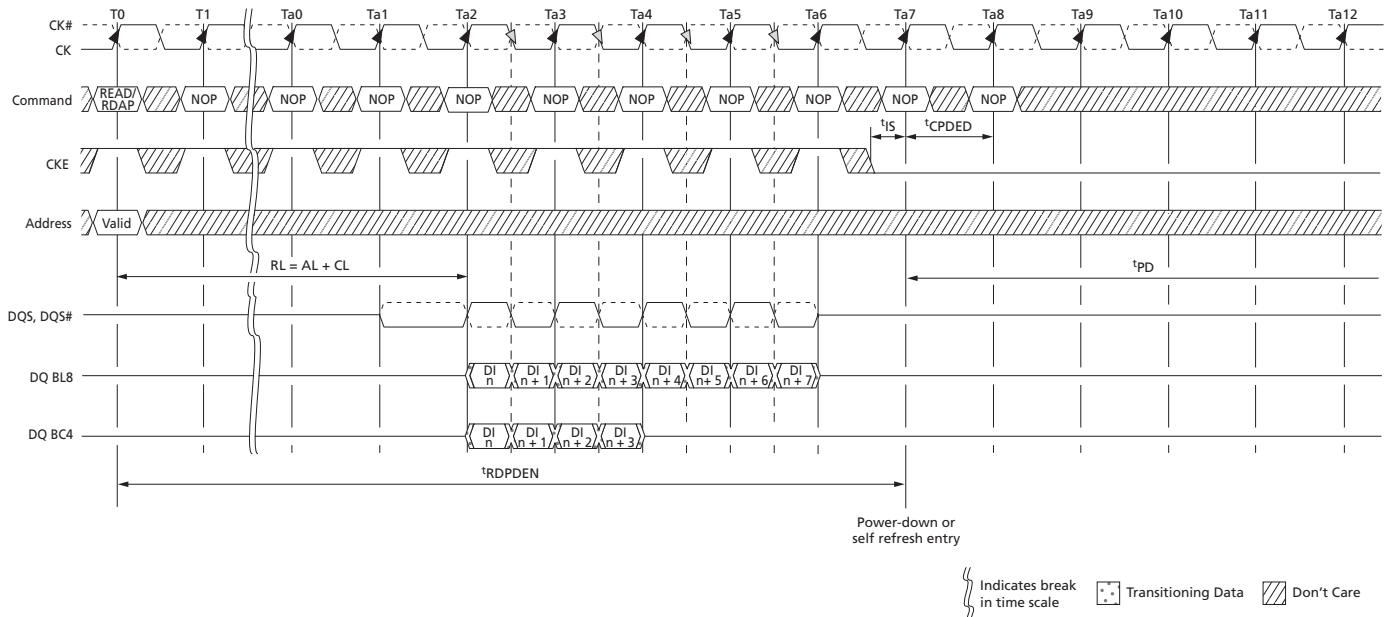 T0 T1 Ta0 Ta1 Ta2 Ta3 Ta4 Ta5 Ta6 Ta7 Ta8 Ta9 Ta10 Ta11 Ta12
CK#
CK
Command READ/ NOP NOP NOP NOP NOP NOP NOP NOP NOP NOP
RDAP
tIS tCPDED
CKE
Address Valid
RL = AL + CL tPD
DQS, DQS#
DQ BL8 DI DI DI DI DI DI DI DI
n n + 1 n + 2 n + 3 n + 4 n+ 5 n + 6 n + 7
DQ BC4 DI DI DI DI
n n + 1 n + 2 n + 3
tRDPDEN
Power-down or
self refresh entry
Indicates break
in time scale
Transitioning Data
Don't Care